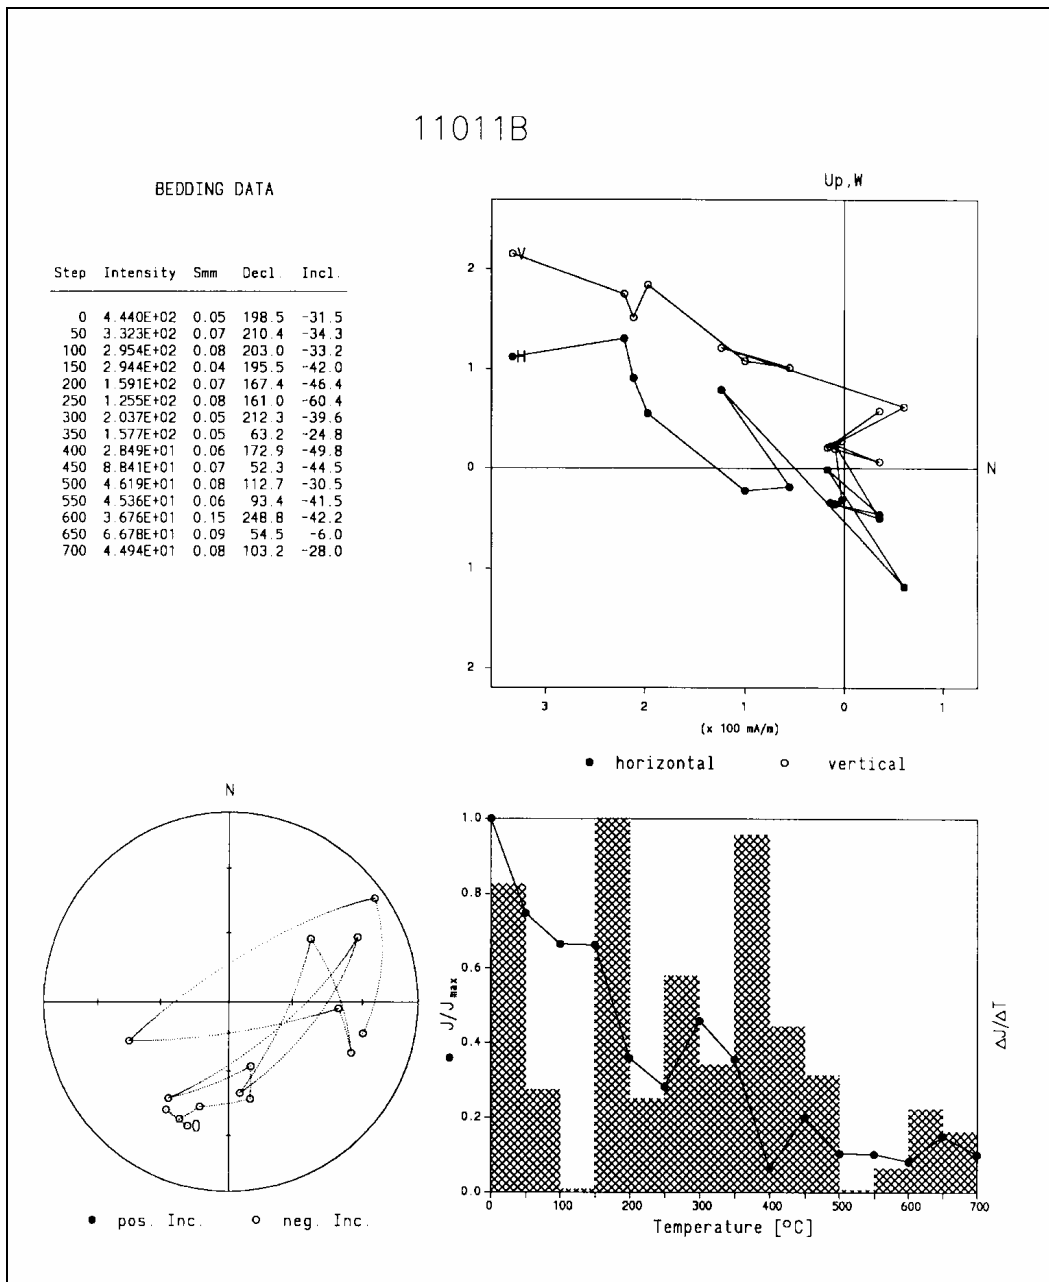 11011B
BEDDING DATA
Step Intensity Smm Decl. Incl.
0 4.440E+02 0.05 198.5 -31.5
50 3.323E+02 0.07 210.4 -34.3
100 2.954E+02 0.08 203.0 -33.2
150 2.944E+02 0.04 195.5 -42.0
200 1.591E+02 0.07 167.4 -46.4
250 1.255E+02 0.08 161.0 -60.4
300 2.037E+02 0.05 212.3 -39.6
350 1.577E+02 0.05 63.2 -24.8
400 2.849E+01 0.06 172.9 -49.8
450 8.841E+01 0.07 52.3 -44.5
500 4.619E+01 0.08 112.7 -30.5
550 4.536E+01 0.06 93.4 -41.5
600 3.676E+01 0.15 248.8 -42.2
650 6.678E+01 0.09 54.5 -6.0
700 4.494E+01 0.08 103.2 -28.0
Up,W
V
H
N
2
1
0
1
2
3 2 1 0 1
(x 100 mA/m)
● horizontal ○ vertical
N
0
● pos. Inc. ○ neg. Inc.
1.0
0.8
0.6
0.4
0.2
0.0
● J/Jmax
ΔJ/ΔT
0 100 200 300 400 500 600 700
Temperature [°C]